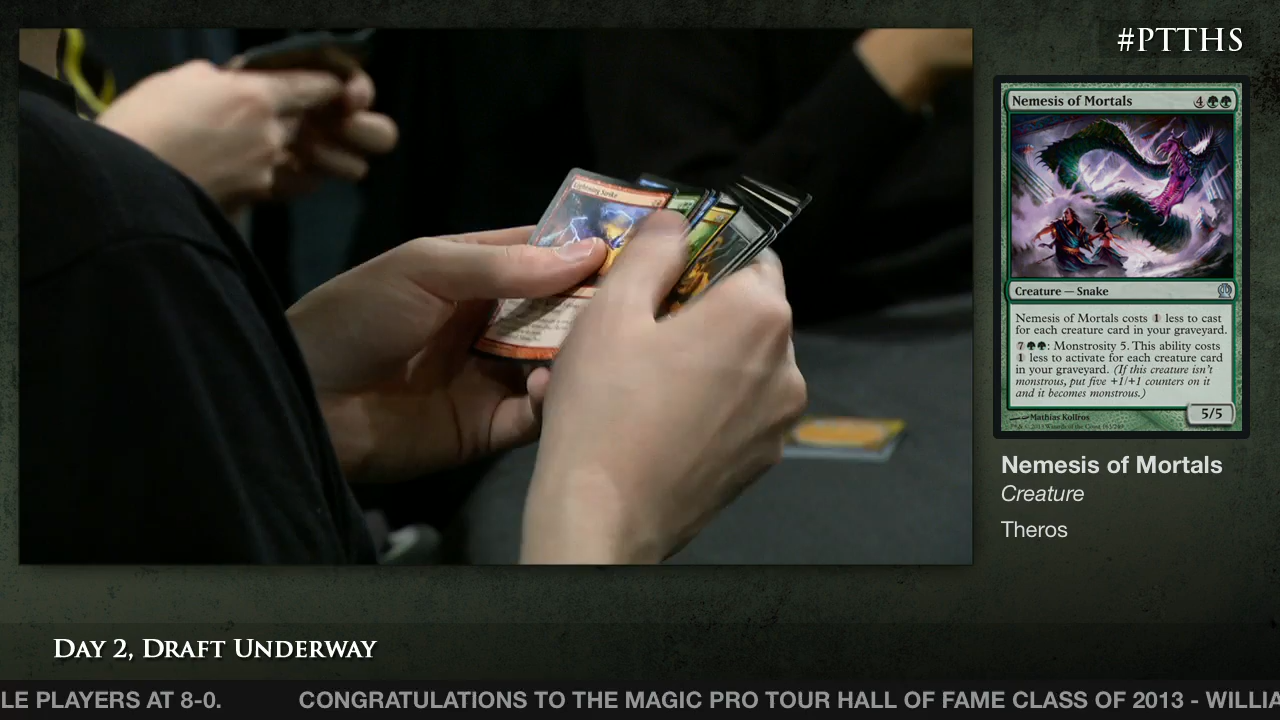 #PTTHS
Nemesis of Mortals 4
Creature — Snake
Nemesis of Mortals costs 1 less to cast
for each creature card in your graveyard.
7 : Monstrosity 5. This ability costs
1 less to activate for each creature card
in your graveyard. (If this creature isn't
monstrous, put five +1/+1 counters on it
and it becomes monstrous.)
5/5
Mathias Kollros
Lightning Strike
Nemesis of Mortals
Creature
Theros
Day 2, Draft Underway
LE PLAYERS AT 8-0. CONGRATULATIONS TO THE MAGIC PRO TOUR HALL OF FAME CLASS OF 2013 - WILLIA